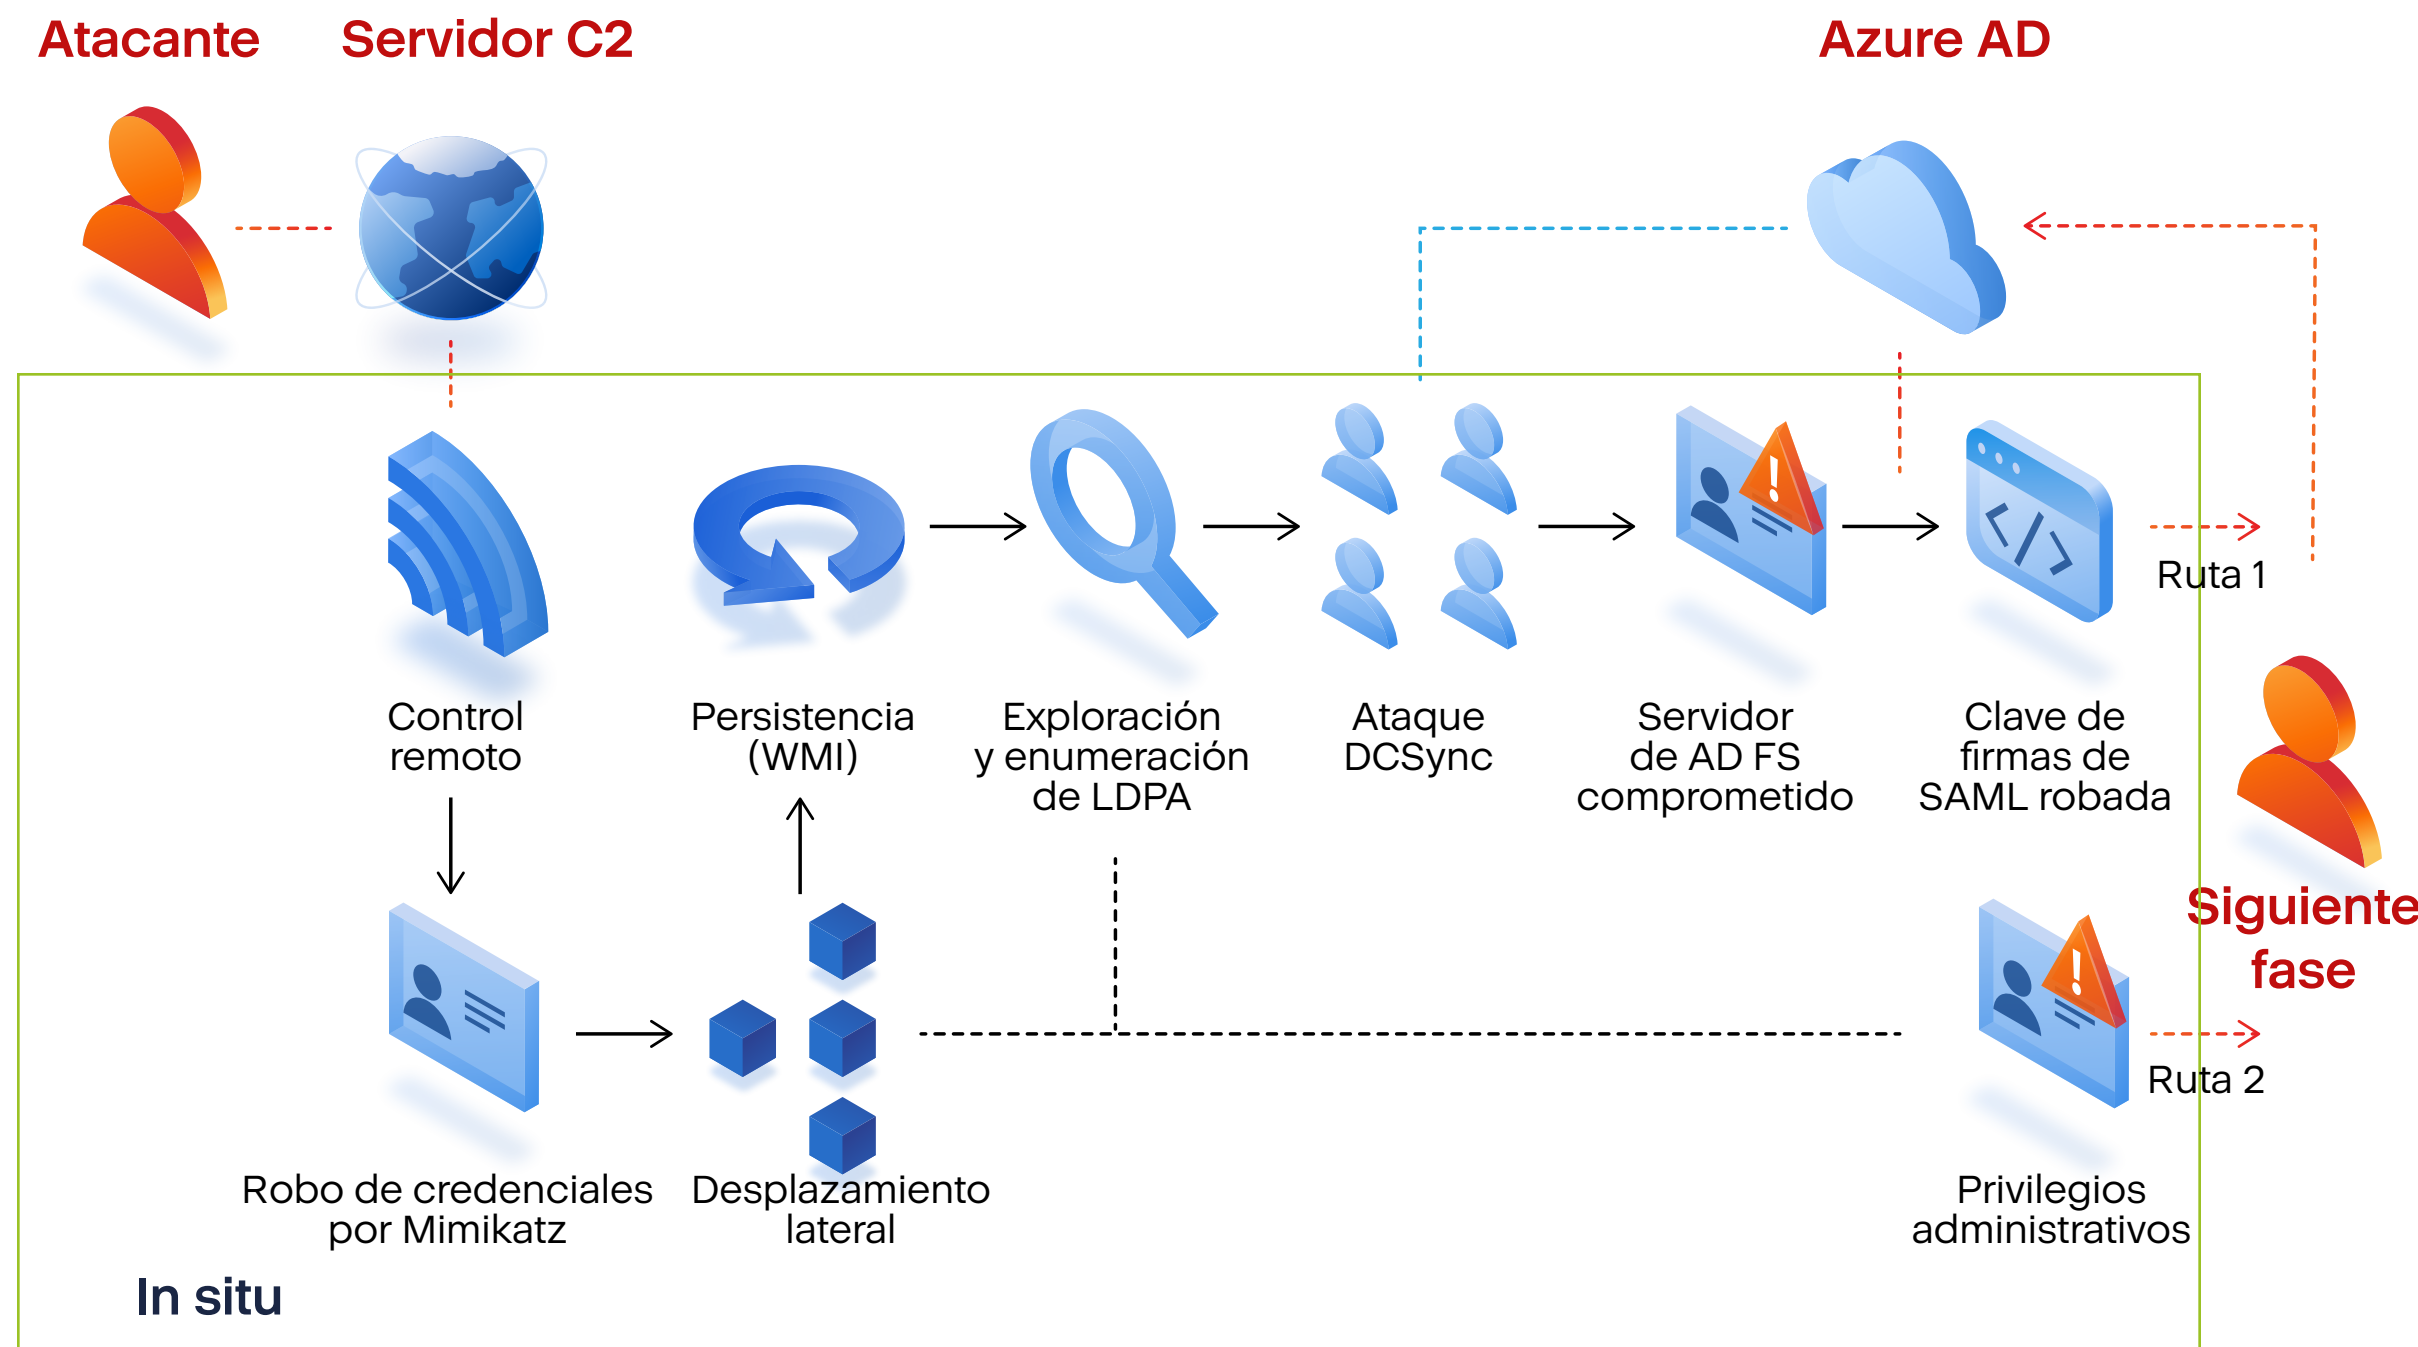 Atacante
Servidor C2
Azure AD
Ruta 1
Control
remoto
Persistencia
(WMI)
Exploración
y enumeración
de LDPA
Ataque
DCSync
Servidor
de AD FS
comprometido
Clave de
firmas de
SAML robada
Siguiente
fase
Ruta 2
Robo de credenciales
por Mimikatz
Desplazamiento
lateral
Privilegios
administrativos
In situ